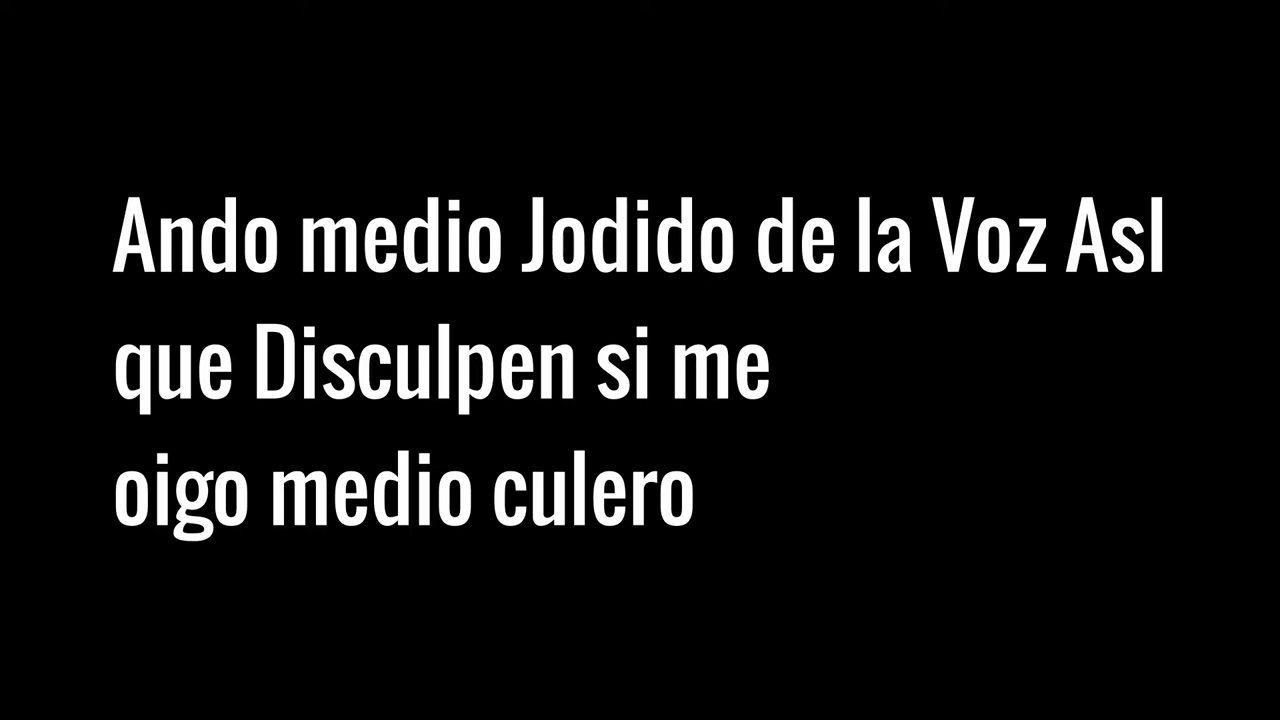 Ando medio Jodido de la Voz Asl
que Disculpen si me
oigo medio culero